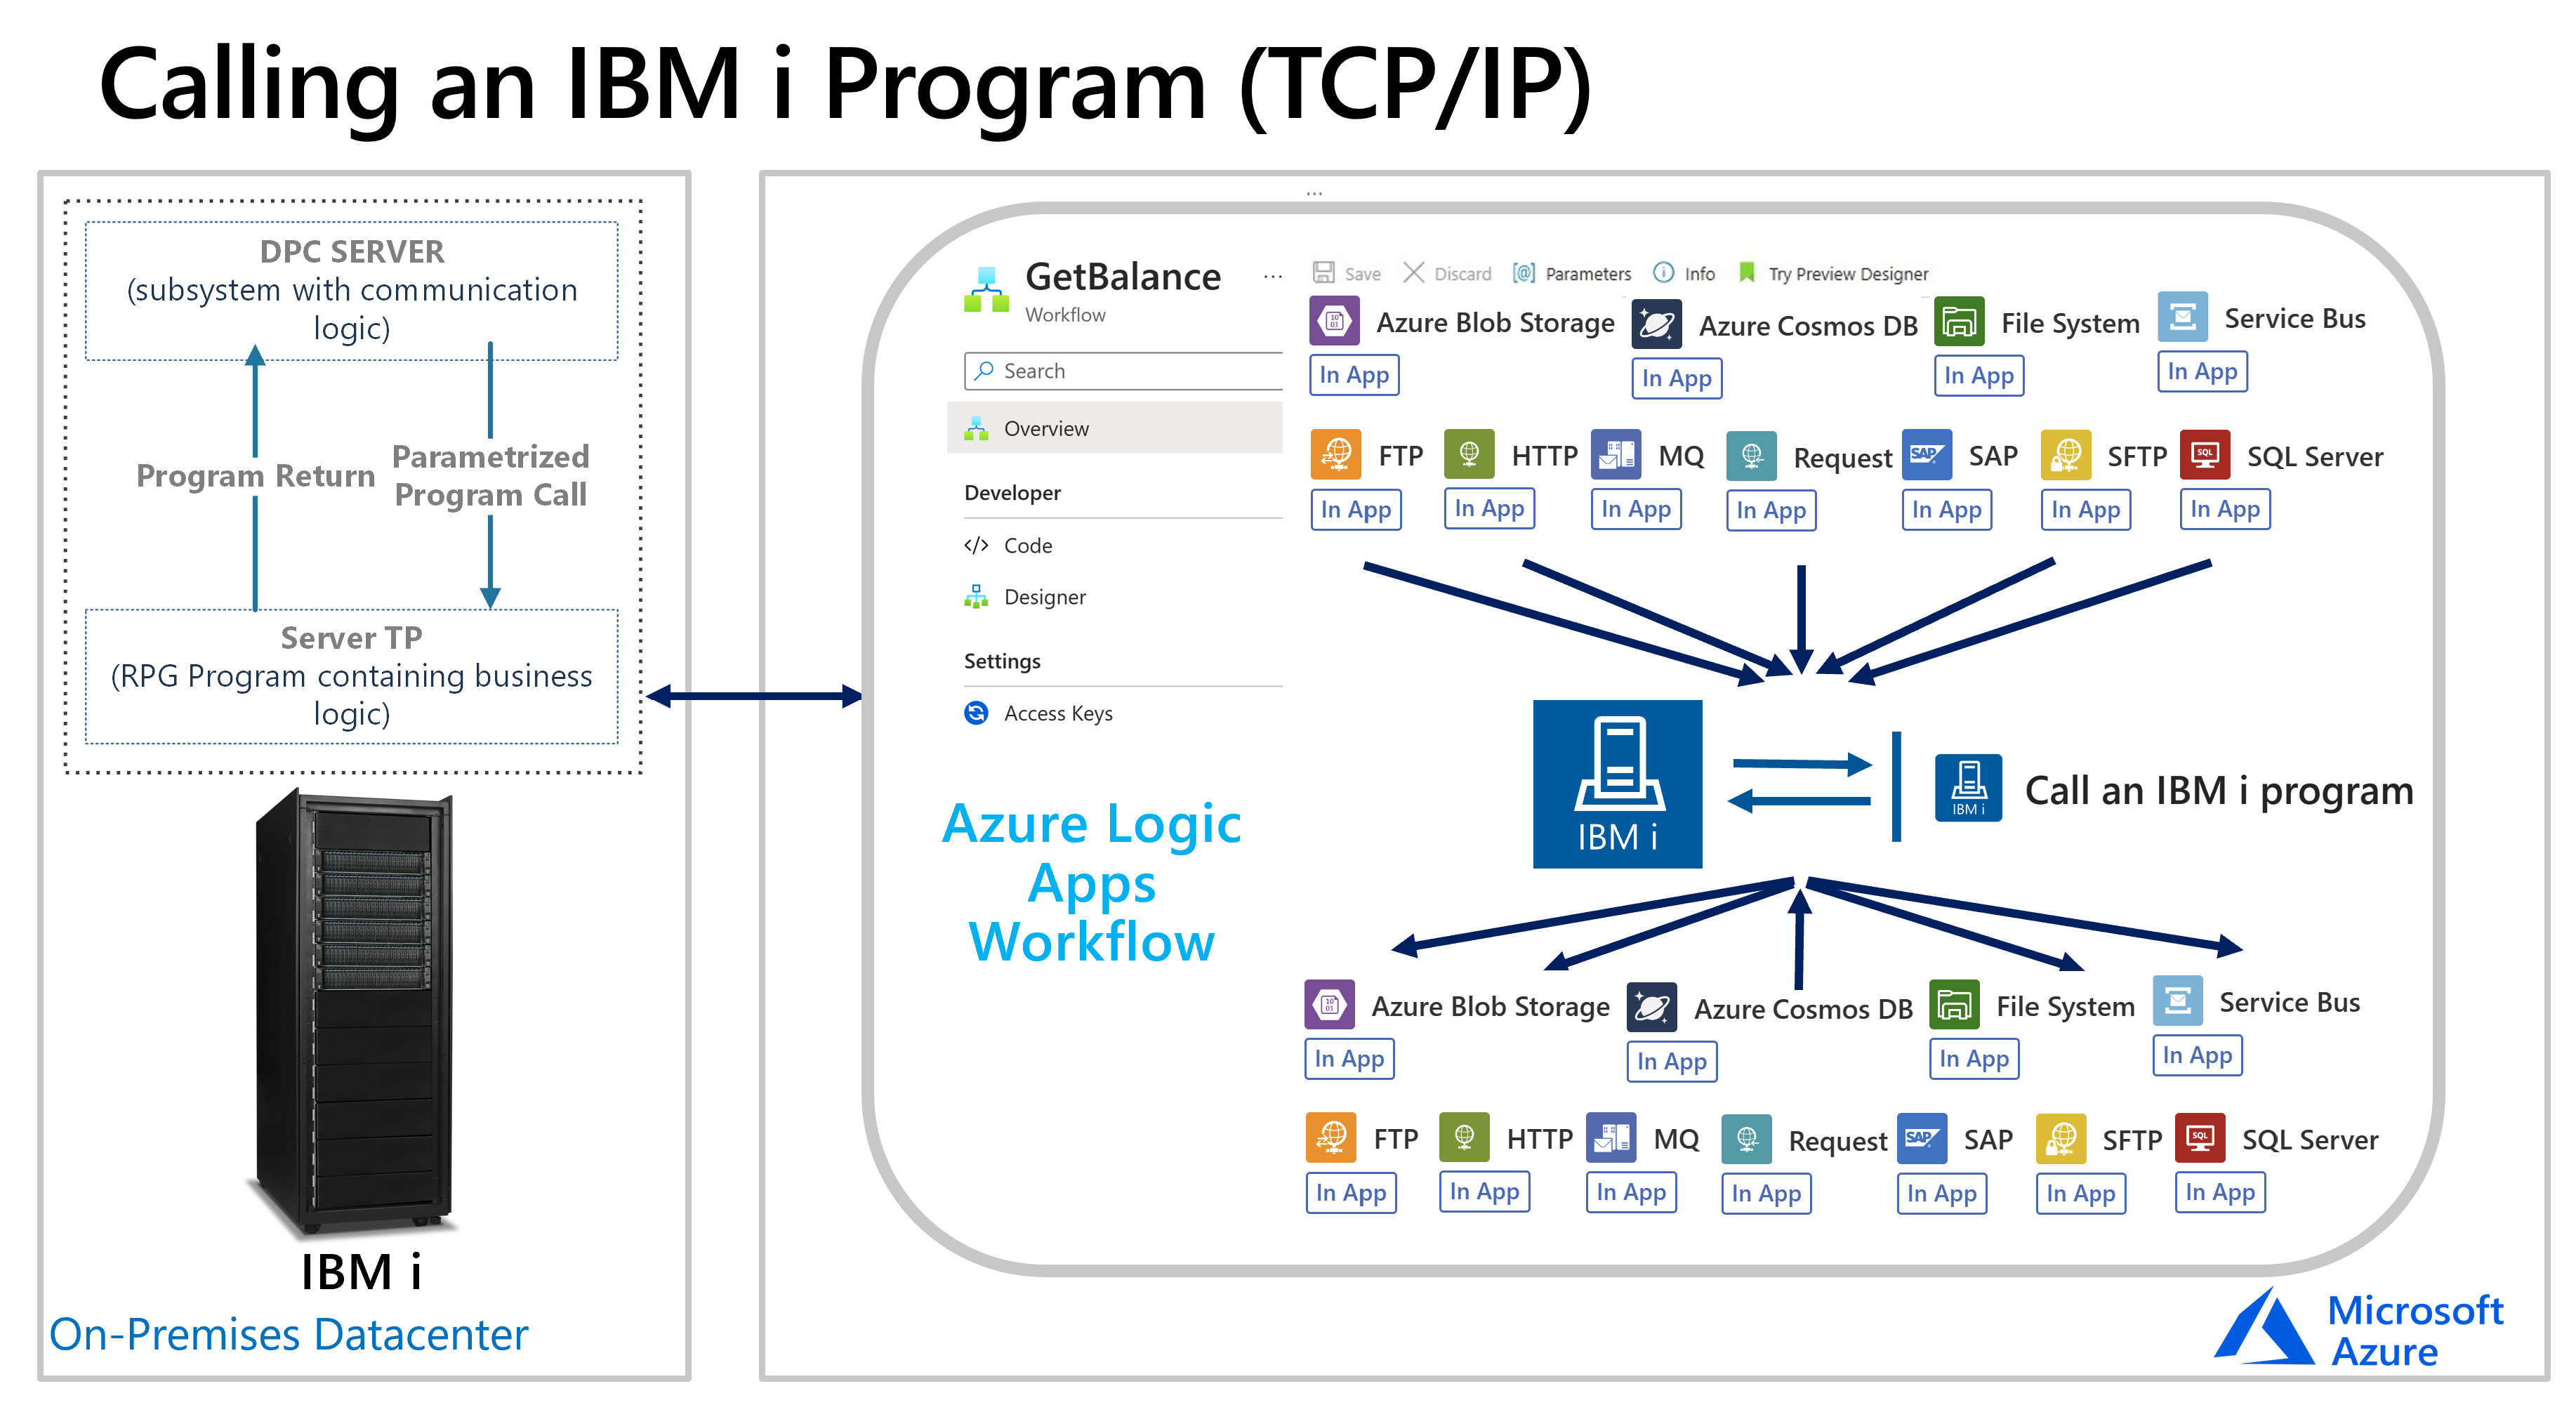 Calling an IBM i Program (TCP/IP)
DPC SERVER
(subsystem with communication
logic)
Program Return
Parametrized
Program Call
Server TP
(RPG Program containing business
logic)
IBM i
On-Premises Datacenter
...
GetBalance ...
Workflow
Search
Overview
Developer
</> Code
Designer
Settings
Access Keys
Azure Logic
Apps
Workflow
Save Discard [@] Parameters Info Try Preview Designer
Azure Blob Storage Azure Cosmos DB File System Service Bus
In App In App In App In App
FTP HTTP MQ Request SAP SAP SFTP SQL SQL Server
In App In App In App In App In App In App In App
IBM i
IBM i
Call an IBM i program
Azure Blob Storage Azure Cosmos DB File System Service Bus
In App In App In App In App
FTP HTTP MQ Request SAP SAP SFTP SQL SQL Server
In App In App In App In App In App In App In App
Microsoft
Azure